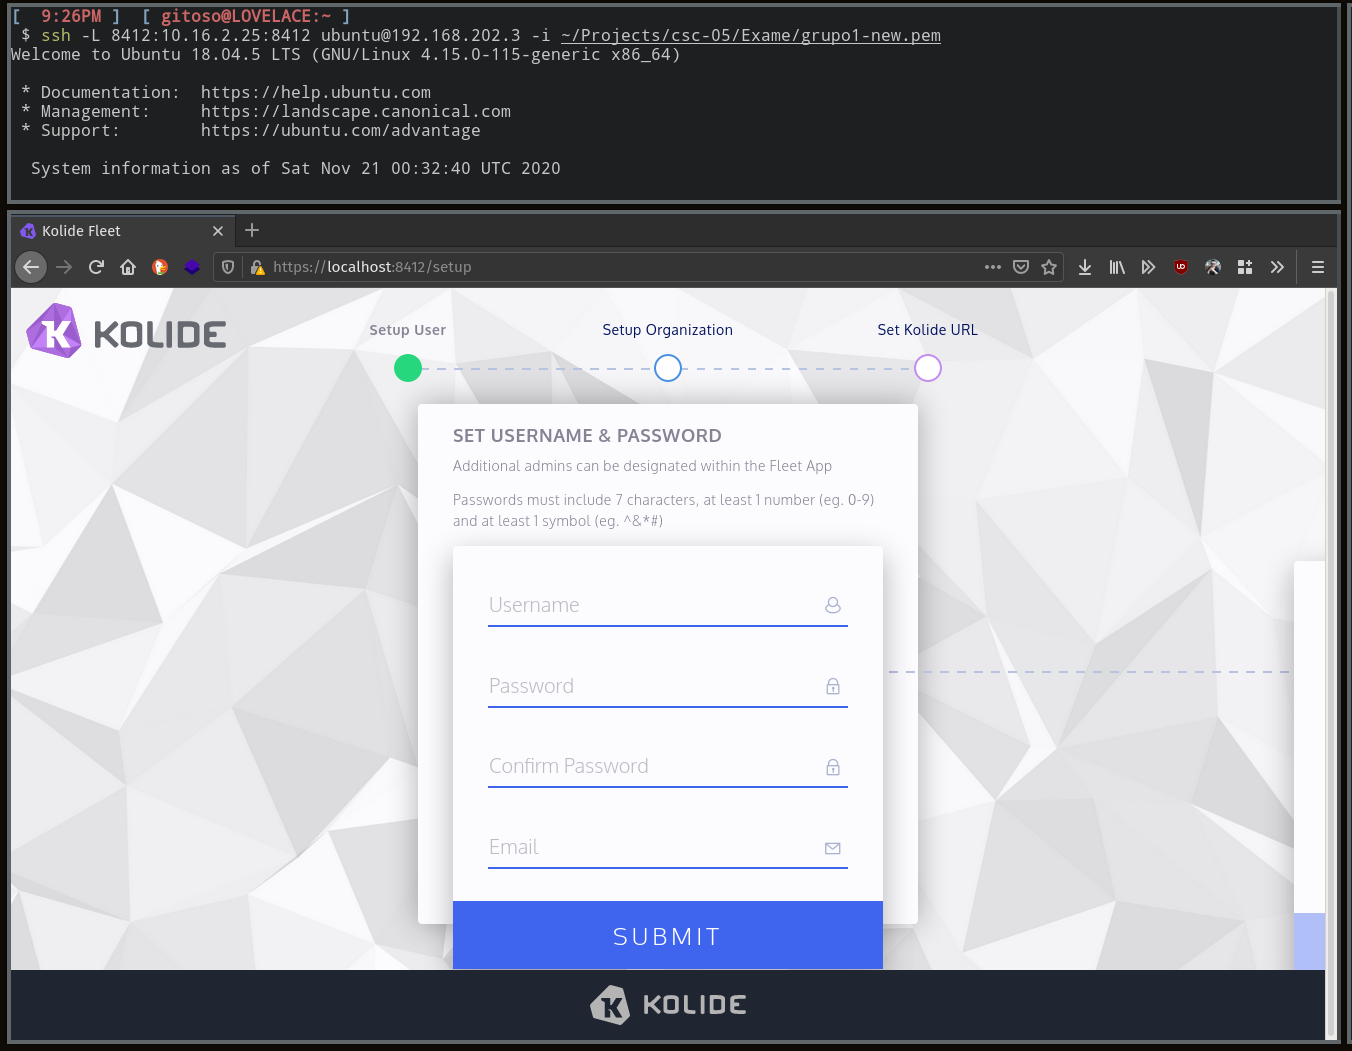 [  9:26PM ]  [ gitoso@LOVELACE:~ ]
$ ssh -L 8412:10.16.2.25:8412 ubuntu@192.168.202.3 -i ~/Projects/csc-05/Exame/grupo1-new.pem
Welcome to Ubuntu 18.04.5 LTS (GNU/Linux 4.15.0-115-generic x86_64)
* Documentation:  https://help.ubuntu.com
* Management:     https://landscape.canonical.com
* Support:        https://ubuntu.com/advantage
System information as of Sat Nov 21 00:32:40 UTC 2020
Kolide Fleet
https://localhost:8412/setup
KOLIDE
Setup User
Setup Organization
Set Kolide URL
SET USERNAME & PASSWORD
Additional admins can be designated within the Fleet App
Passwords must include 7 characters, at least 1 number (eg. 0-9)
and at least 1 symbol (eg. ^&*#)
Username
Password
Confirm Password
Email
SUBMIT
KOLIDE